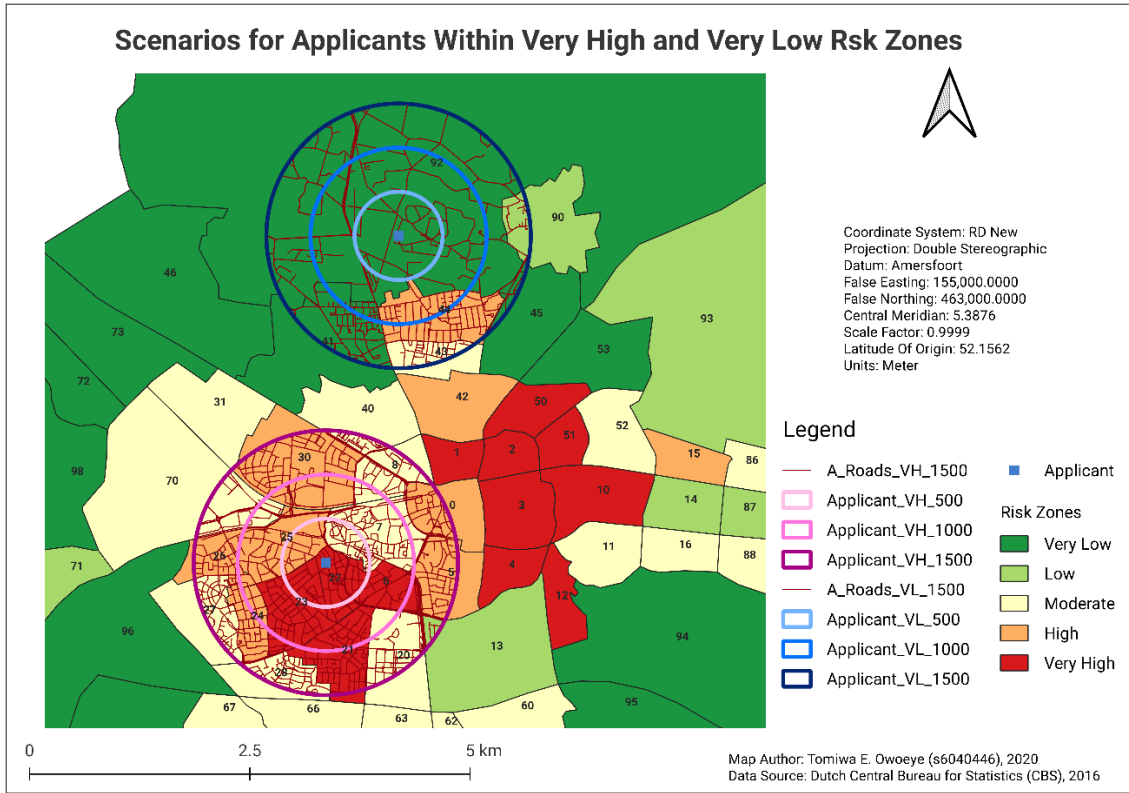 Scenarios for Applicants Within Very High and Very Low Rsk Zones
92
90
46
45
93
44
73
41
43
53
72
31
40
42
50
52
51
2
1
30
8
15
86
98
70
10
14
87
0
3
7
25
26
11
16
88
71
5
4
22
6
12
23
27
24
96
94
13
21
20
28
67
66
63
62
60
95
Coordinate System: RD New
Projection: Double Stereographic
Datum: Amersfoort
False Easting: 155,000.0000
False Northing: 463,000.0000
Central Meridian: 5.3876
Scale Factor: 0.9999
Latitude Of Origin: 52.1562
Units: Meter
Legend
A_Roads_VH_1500
Applicant_VH_500
Applicant_VH_1000
Applicant_VH_1500
A_Roads_VL_1500
Applicant_VL_500
Applicant_VL_1000
Applicant_VL_1500
Applicant
Risk Zones
Very Low
Low
Moderate
High
Very High
0 2.5 5 km
Map Author: Tomiwa E. Owoeye (s6040446), 2020
Data Source: Dutch Central Bureau for Statistics (CBS), 2016